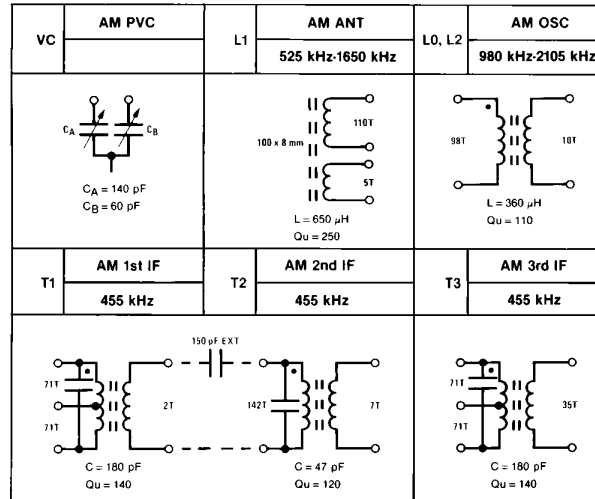 VC
AM PVC
L1
AM ANT
525 kHz-1650 kHz
L0, L2
AM OSC
980 kHz-2105 kHz
CA
CB
CA = 140 pF
CB = 60 pF
100 x 8 mm
110T
5T
L = 650 μH
Qu = 250
98T
10T
L = 360 μH
Qu = 110
T1
AM 1st IF
455 kHz
T2
AM 2nd IF
455 kHz
T3
AM 3rd IF
455 kHz
71T
71T
2T
C = 180 pF
Qu = 140
150 pF EXT
142T
7T
C = 47 pF
Qu = 120
71T
71T
35T
C = 180 pF
Qu = 140